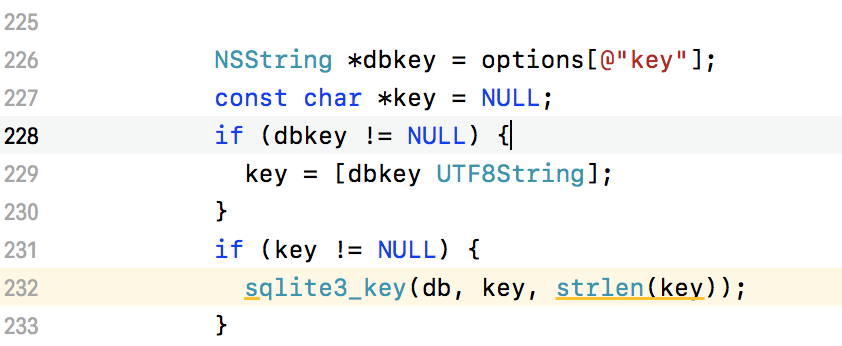 225
226 NSString *dbkey = options[@"key"];
227 const char *key = NULL;
228 if (dbkey != NULL) {
229 key = [dbkey UTF8String];
230 }
231 if (key != NULL) {
232 sqlite3_key(db, key, strlen(key));
233 }